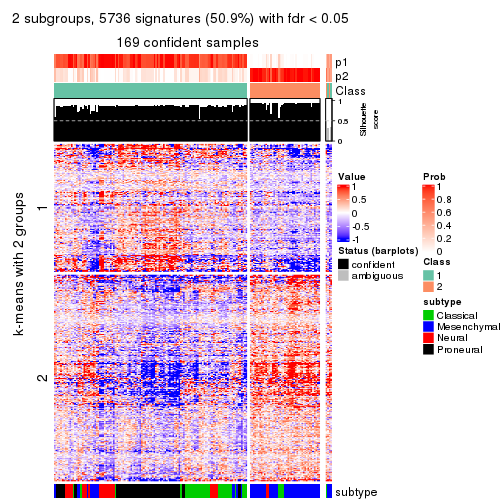 2 subgroups, 5736 signatures (50.9%) with fdr < 0.05
169 confident samples
p1
p2
Class
1
0.5
0
Silhouette
score
k-means with 2 groups
1
2
subtype
Value
1
0.5
0
-0.5
-1
Status (barplots)
confident
ambiguous
Prob
1
0.8
0.6
0.4
0.2
0
Class
1
2
subtype
Classical
Mesenchymal
Neural
Proneural